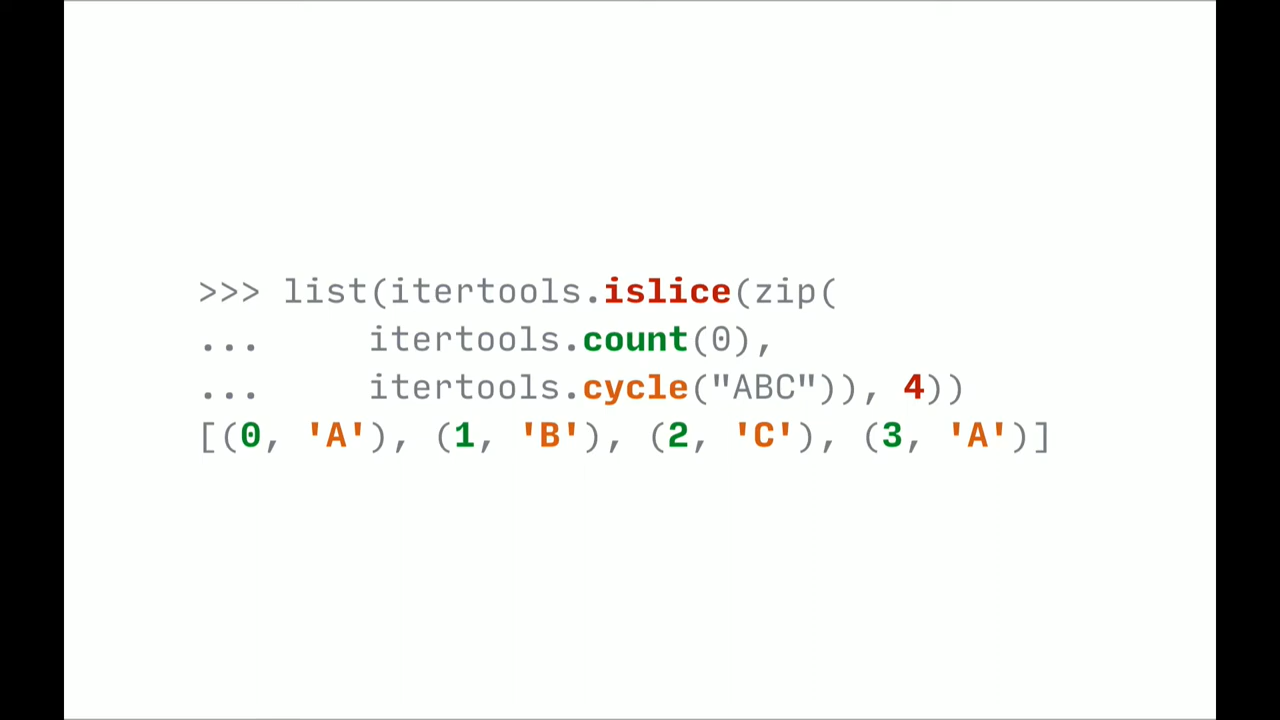 >>> list(itertools.islice(zip(
...     itertools.count(0),
...     itertools.cycle("ABC")), 4))
[(0, 'A'), (1, 'B'), (2, 'C'), (3, 'A')]